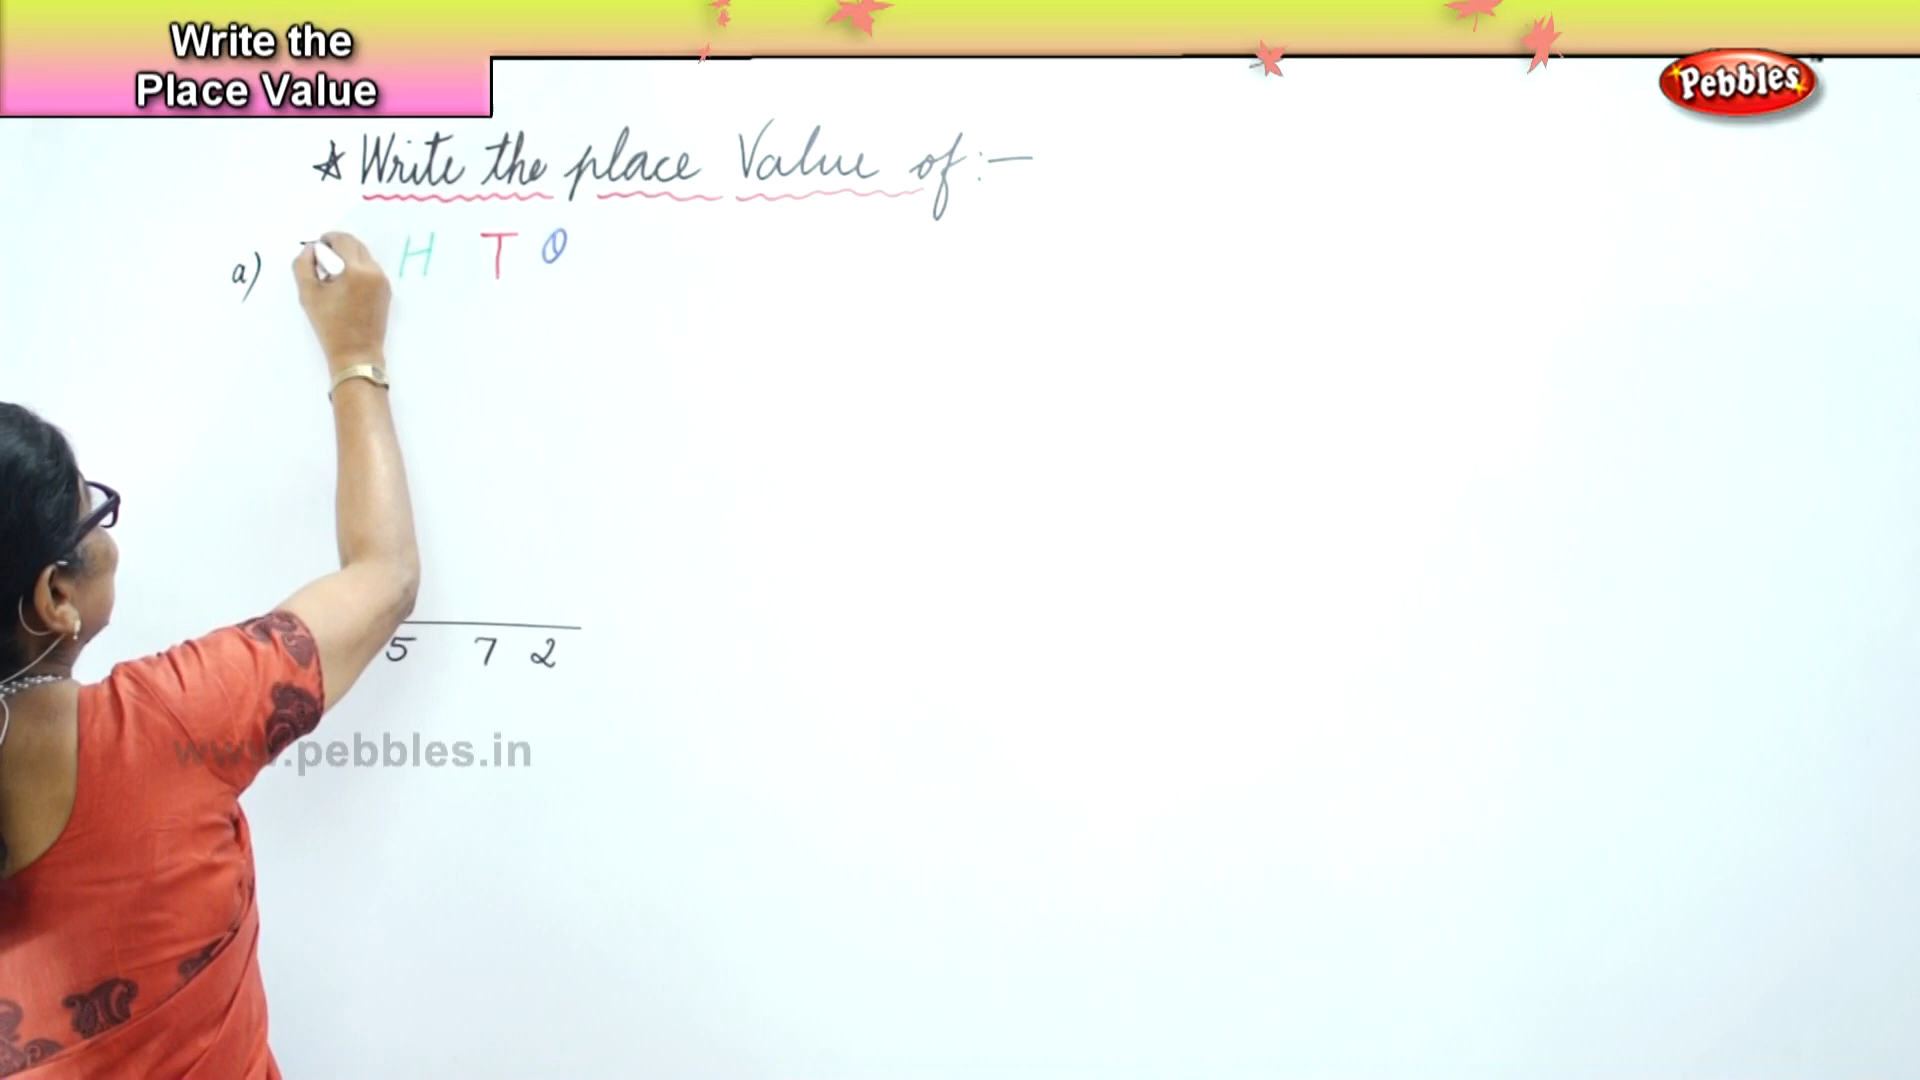 Write the
Place Value
Pebbles
☆ Write the place Value of :-
a) H T O
5 7 2
www.pebbles.in